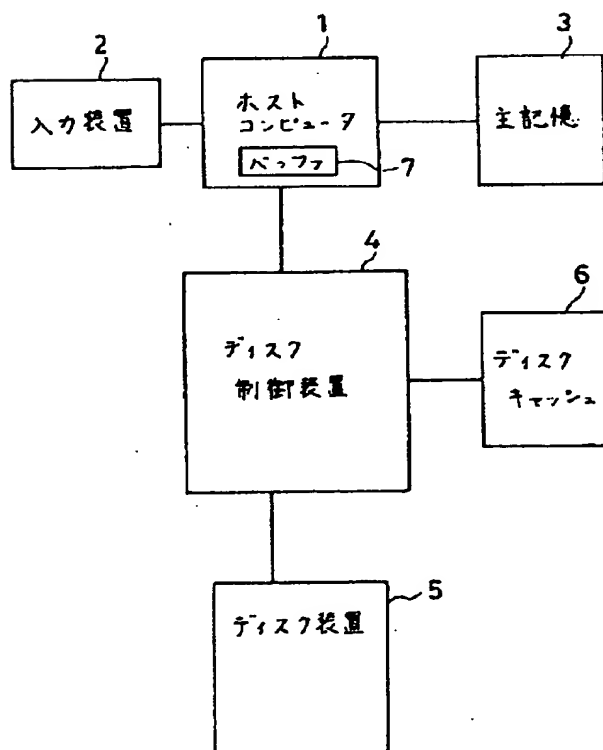 1
2
3
入力装置
ホスト
コンピュータ
主記憶
バッファ
7
4
6
ディスク
制御装置
ディスク
キャッシュ
5
ディスク装置